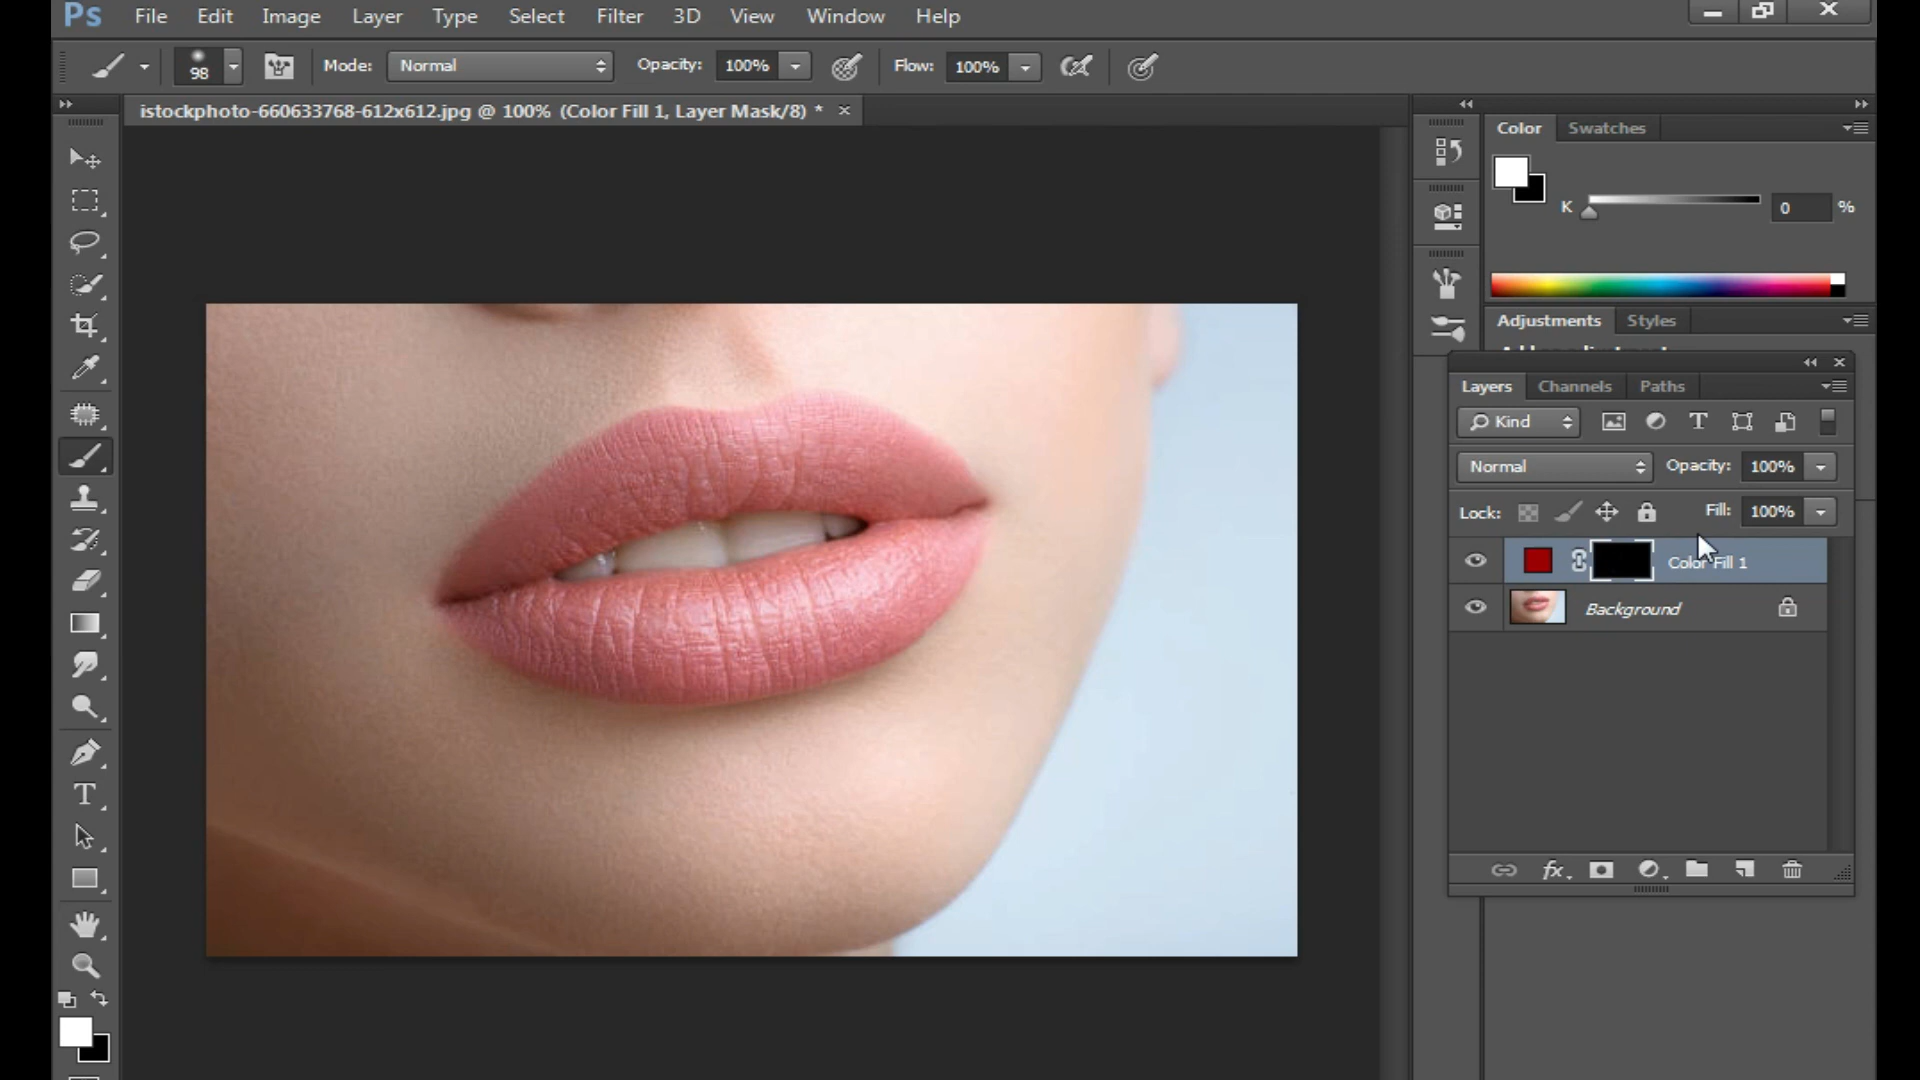 Ps File Edit Image Layer Type Select Filter 3D View Window Help
98 Mode: Normal Opacity: 100% Flow: 100%
istockphoto-660633768-612x612.jpg @ 100% (Color Fill 1, Layer Mask/8) *
Color Swatches
K 0 %
Adjustments Styles
Layers Channels Paths
Kind
Normal Opacity: 100%
Lock: Fill: 100%
Color Fill 1
Background
fx